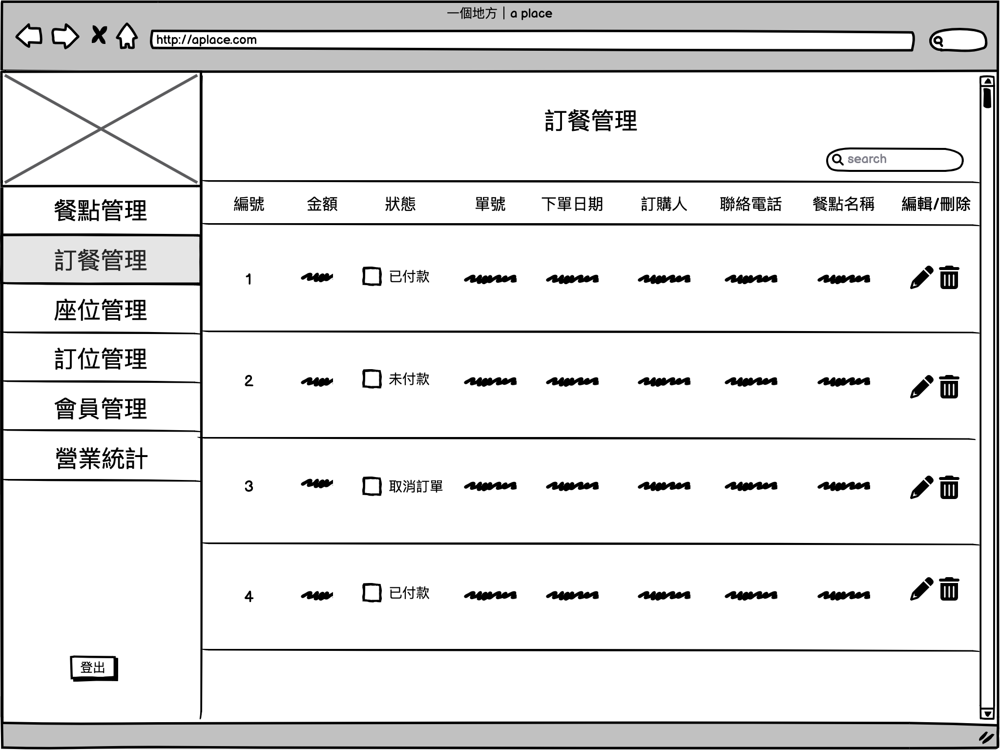 一個地方｜a place
http://aplace.com
訂餐管理
search
餐點管理
訂餐管理
座位管理
訂位管理
會員管理
營業統計
登出
編號 金額 狀態 單號 下單日期 訂購人 聯絡電話 餐點名稱 編輯/刪除
1 已付款
2 未付款
3 取消訂單
4 已付款